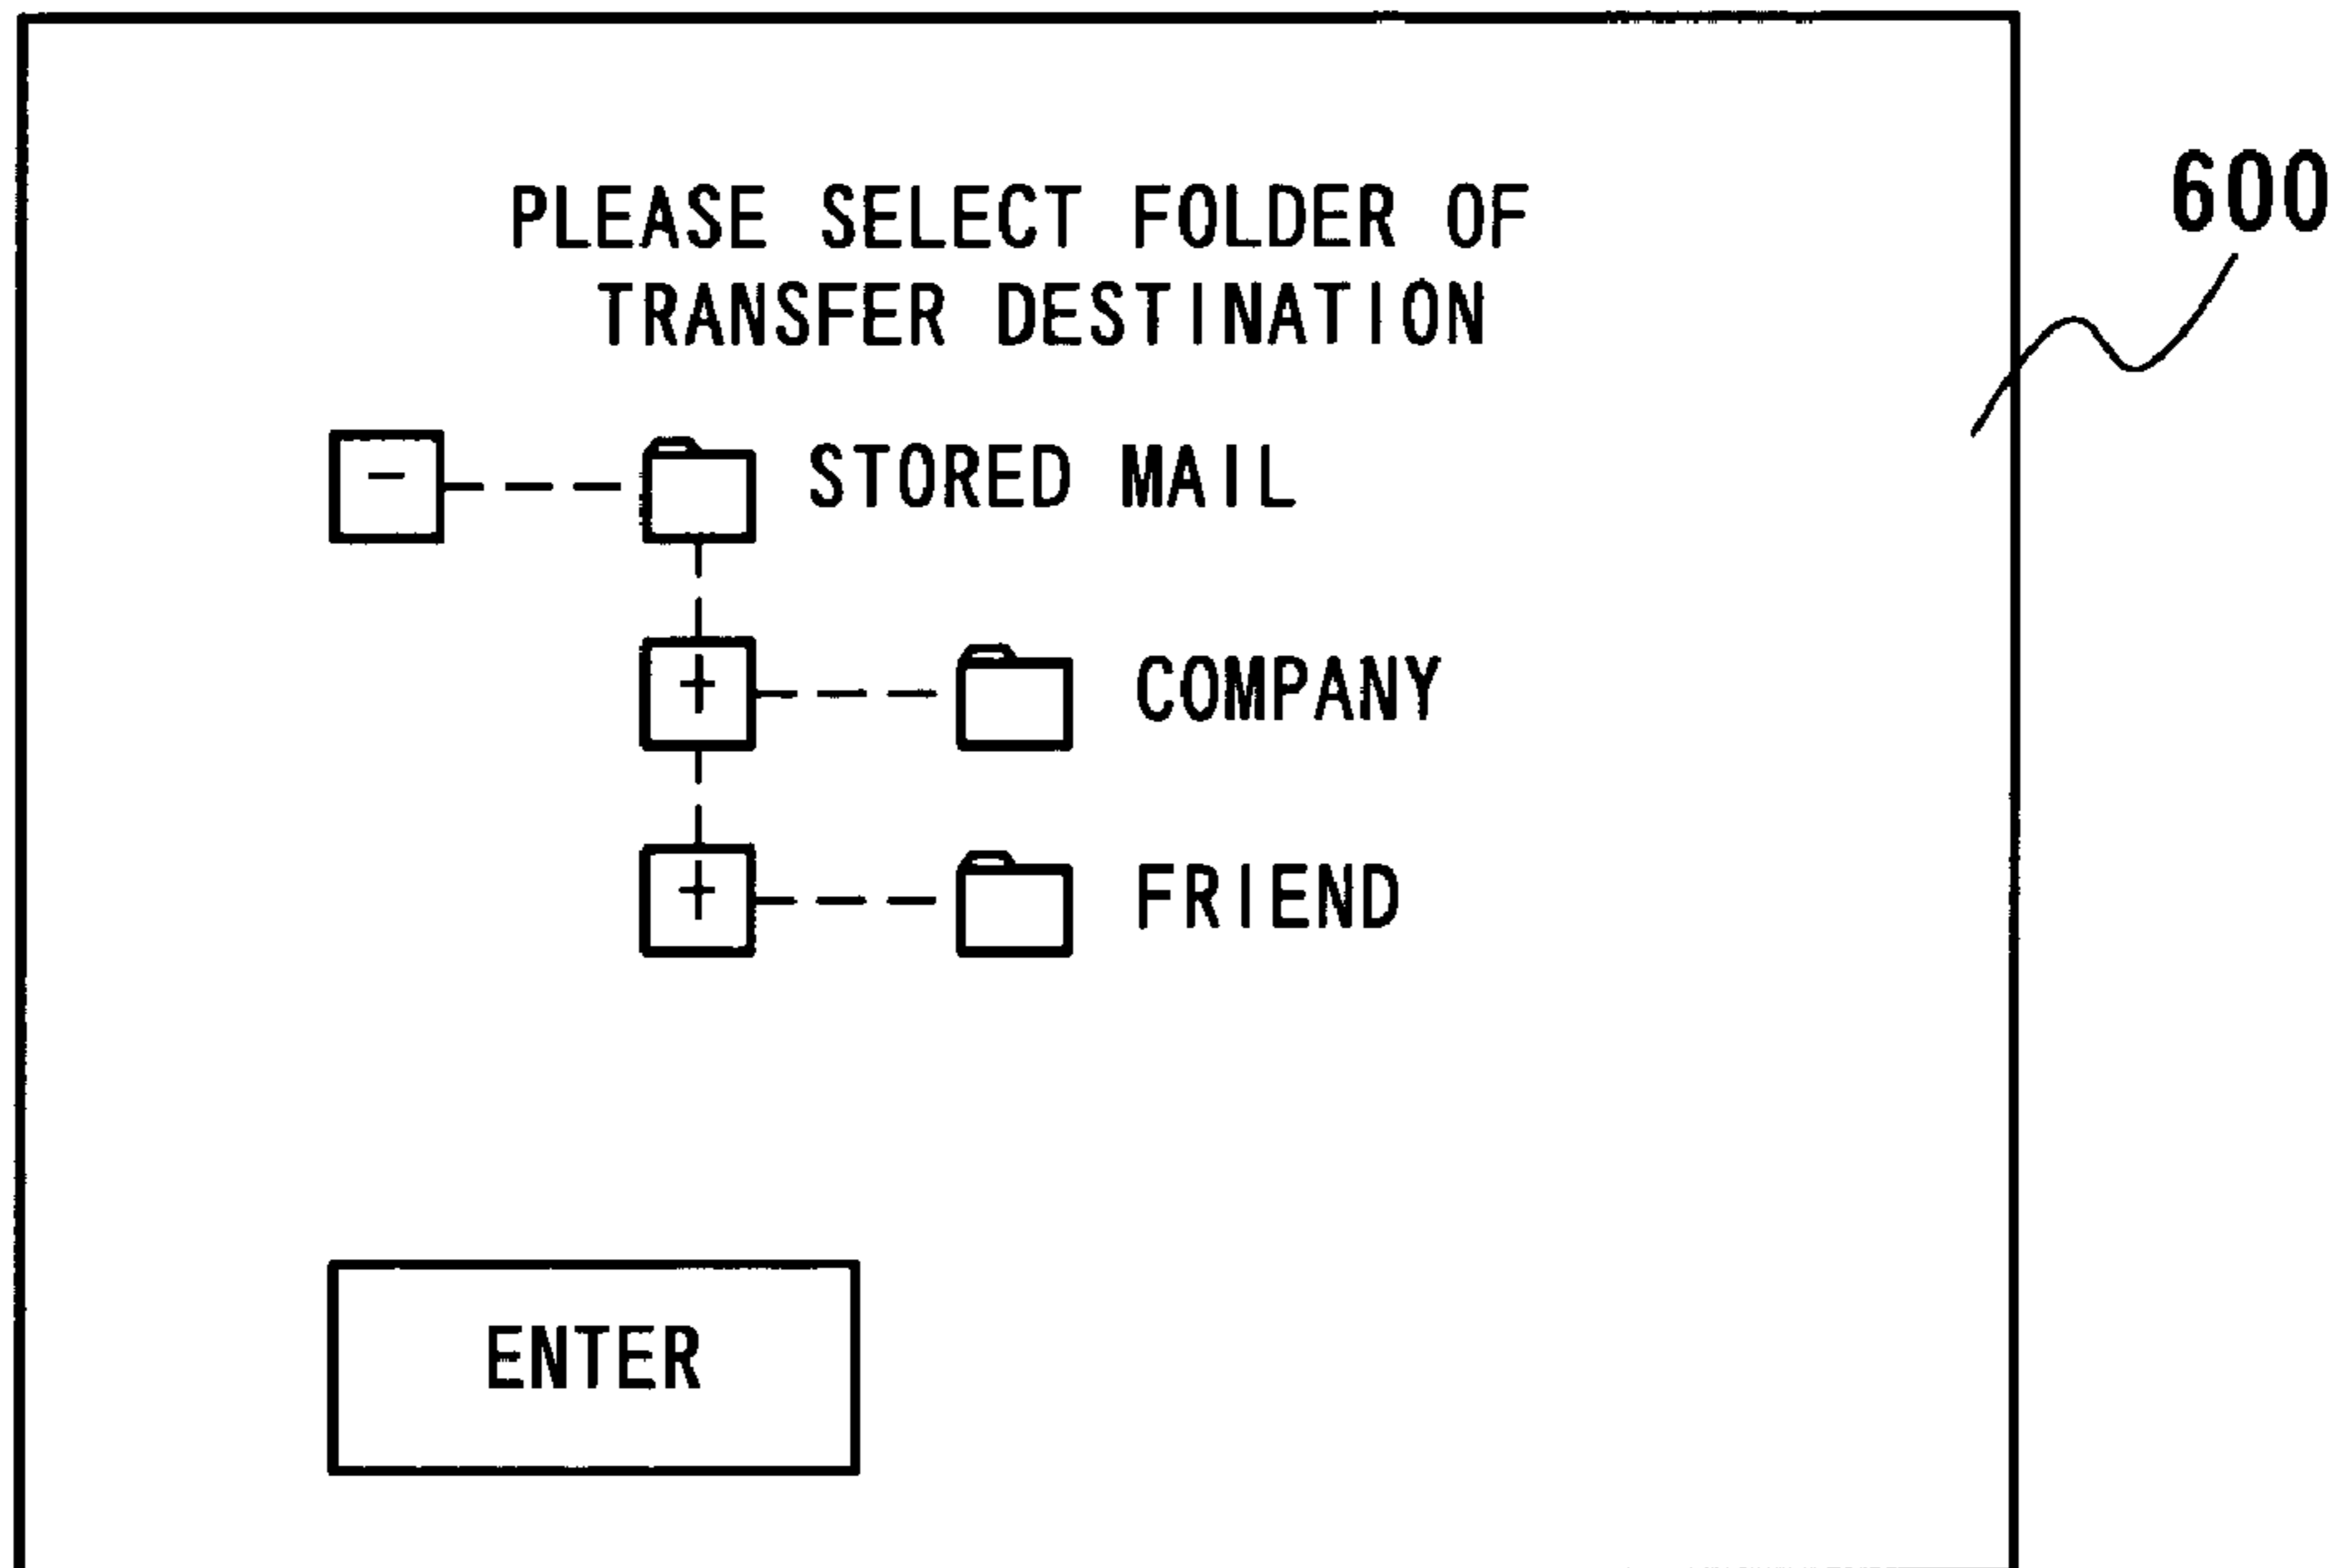 PLEASE SELECT FOLDER OF
TRANSFER DESTINATION
600
- STORED MAIL
+ COMPANY
+ FRIEND
ENTER